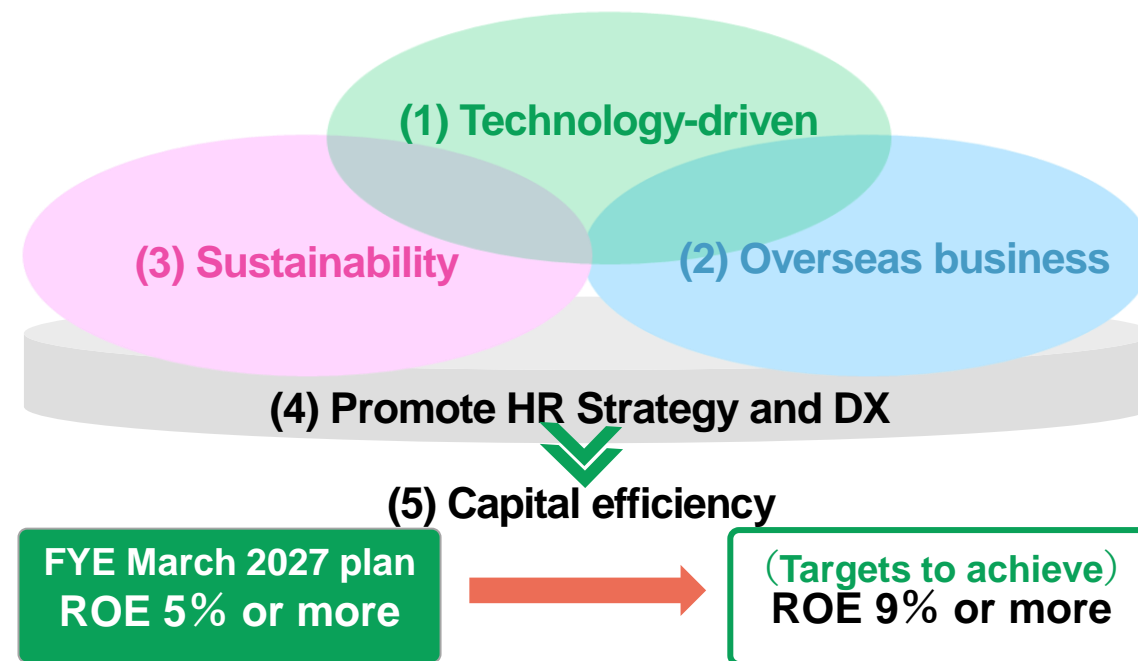 (1) Technology-driven
(3) Sustainability
(2) Overseas business
(4) Promote HR Strategy and DX
(5) Capital efficiency
FYE March 2027 plan
ROE 5% or more
（Targets to achieve）
ROE 9% or more